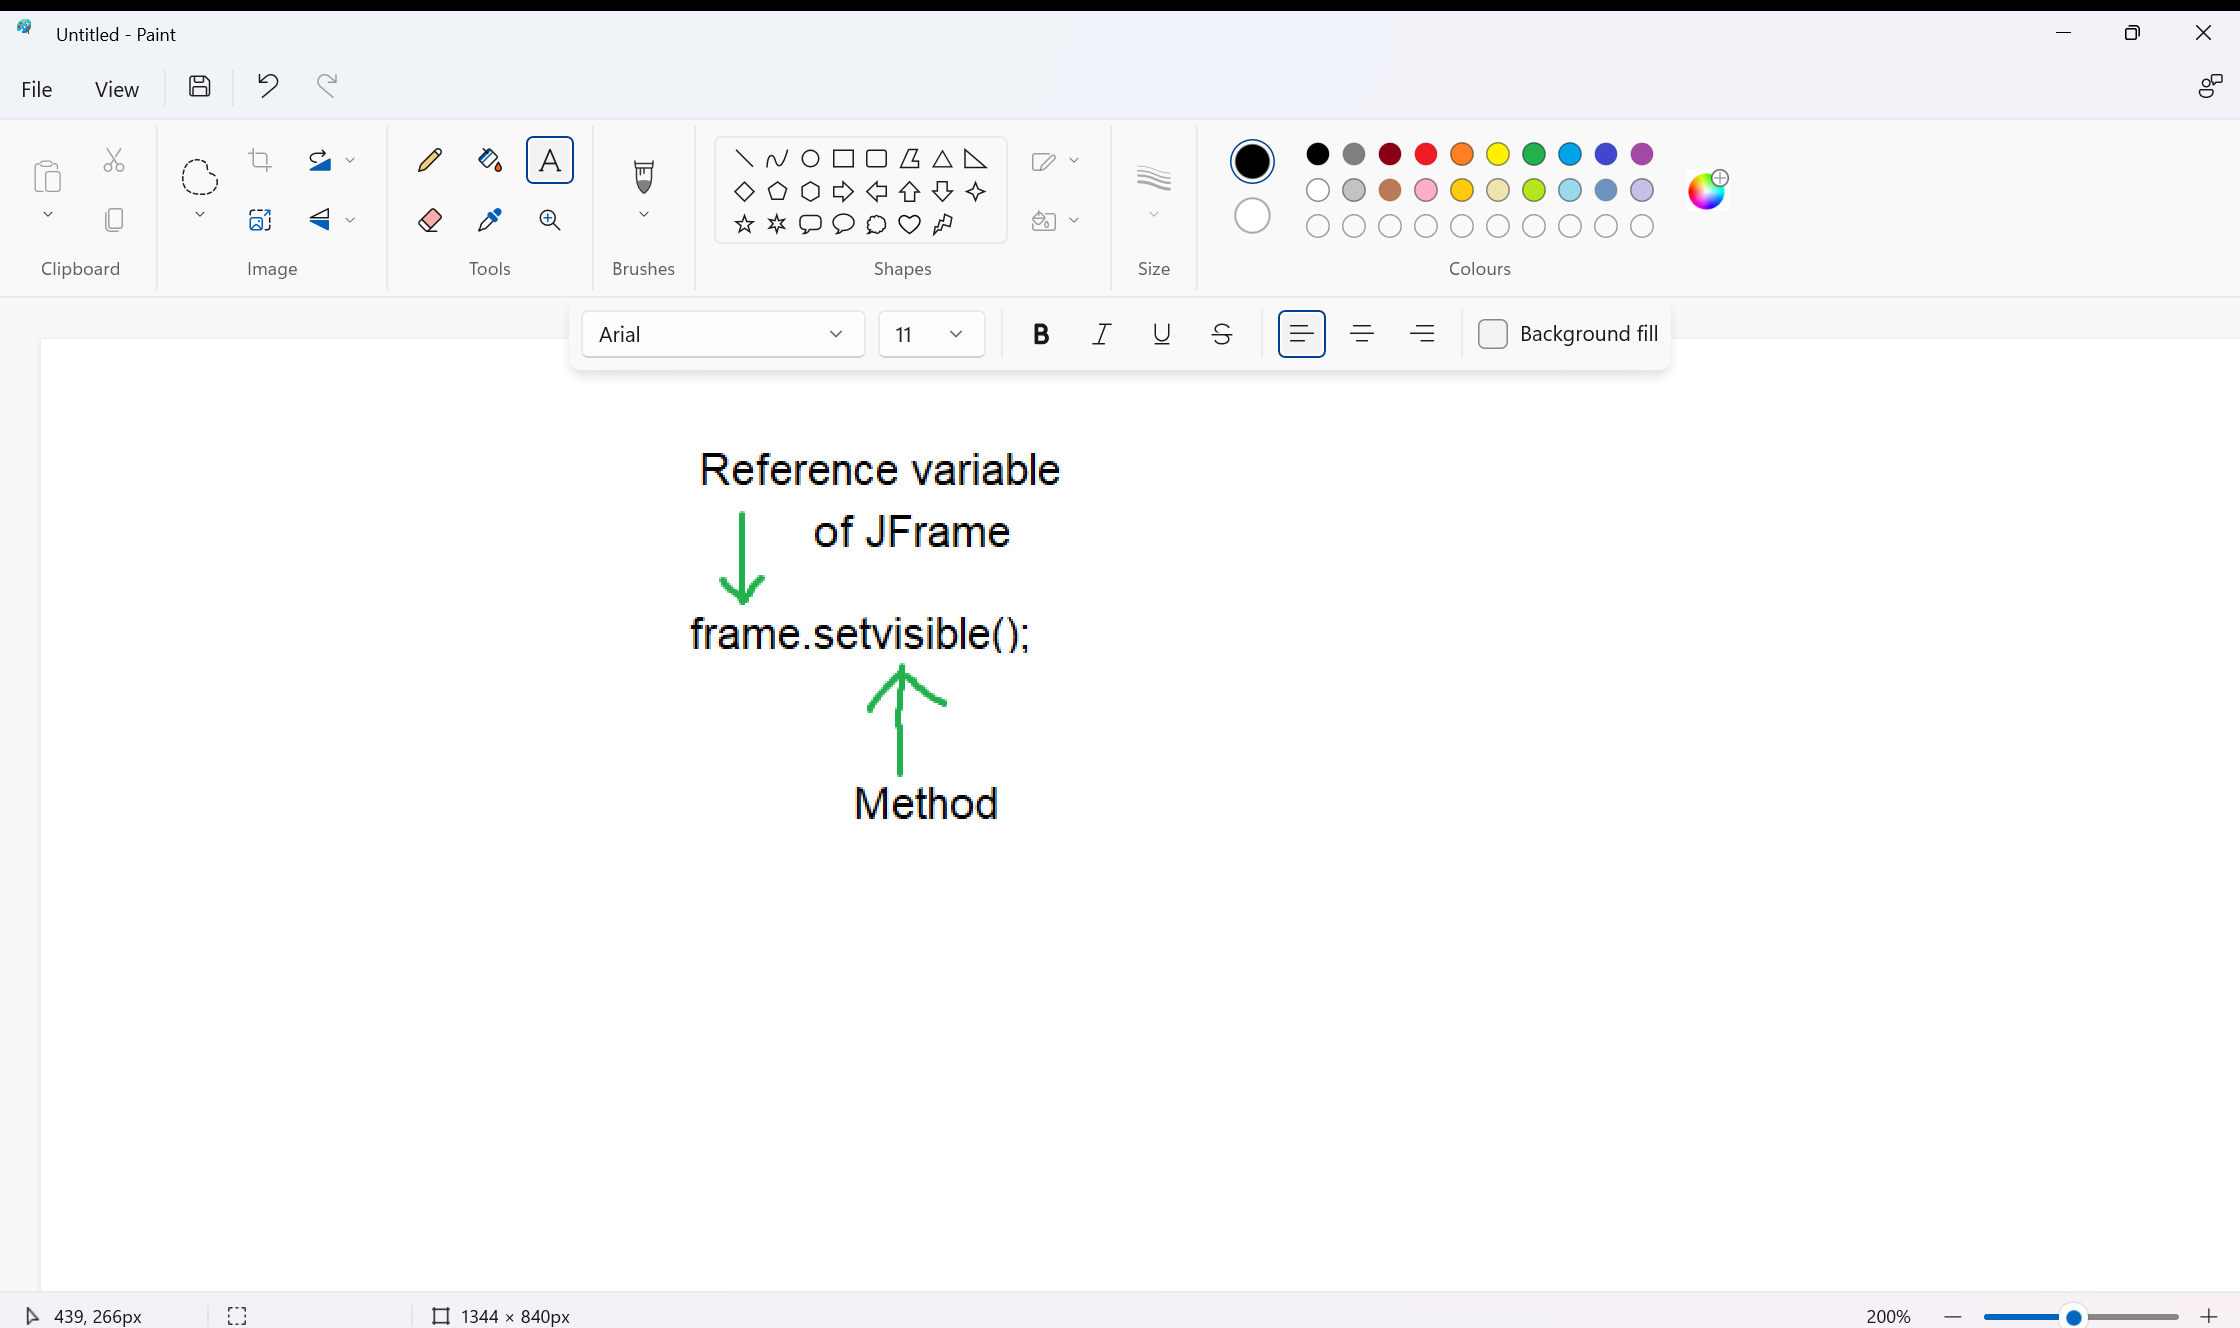 Untitled - Paint
File View
Clipboard Image Tools Brushes Shapes Size Colours
Arial 11 B I U S Background fill
Reference variable
of JFrame
frame.setvisible();
Method
439, 266px 1344 × 840px 200%